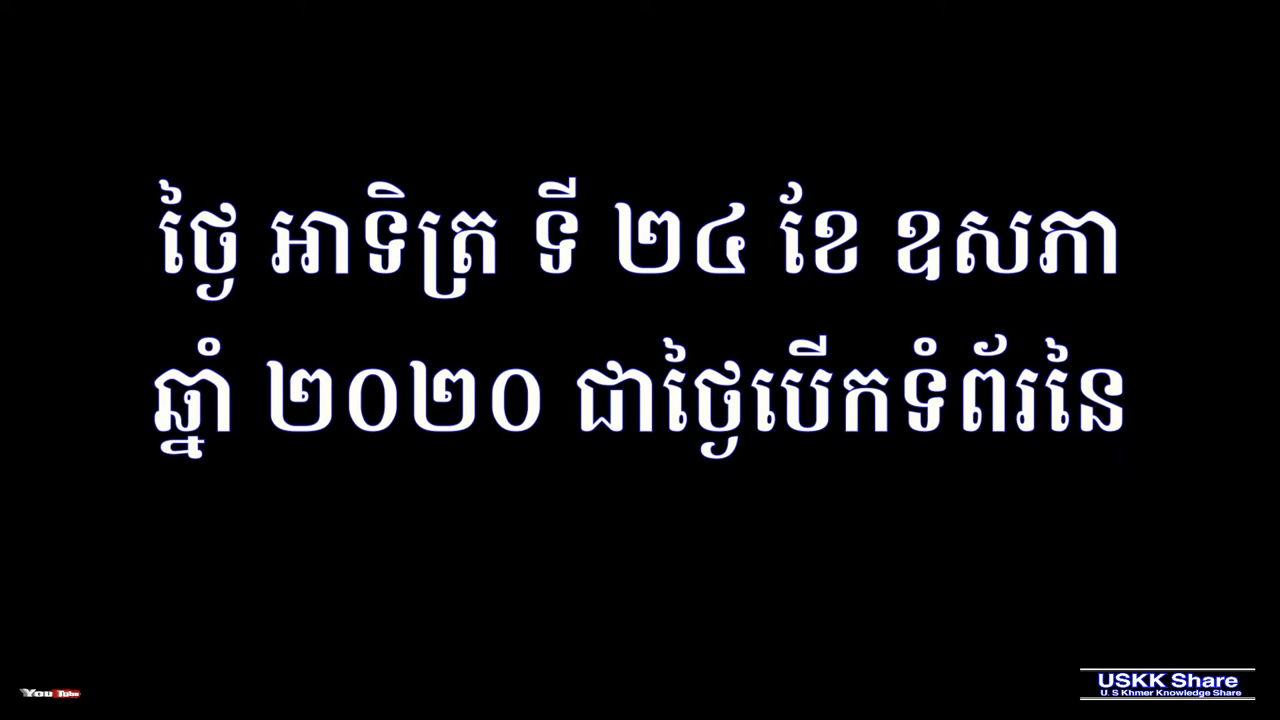 ថ្ងៃ អាទិត្រ ទី ២៤ ខែ ឧសភា
ឆ្នាំ ២០២០ ជាថ្ងៃបើកទំព័រនៃ
YouTube
USKK Share
U. S Khmer Knowledge Share